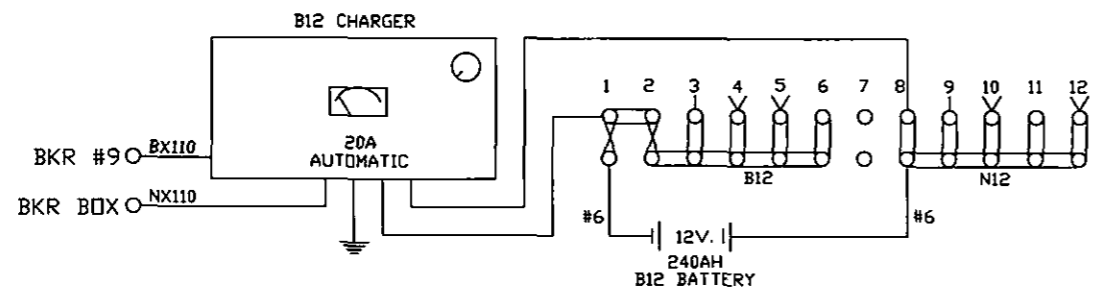 B12 CHARGER
1 2 3 4 5 6 7 8 9 10 11 12
20A
AUTOMATIC
BKR #9 BX110
BKR BOX NX110
B12
N12
#6
#6
12V.
240AH
B12 BATTERY